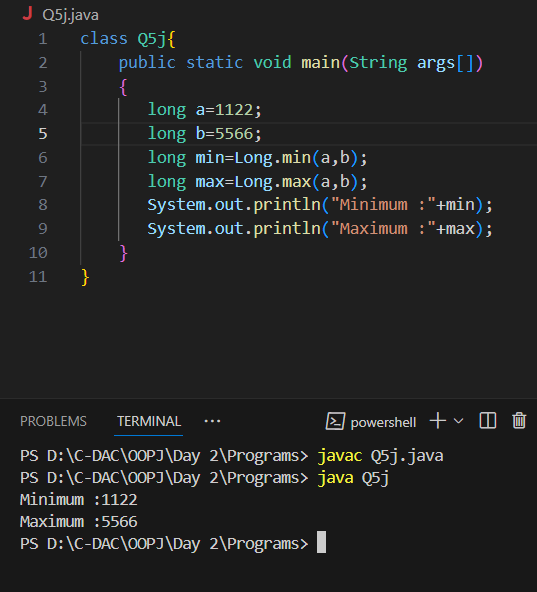 J Q5j.java
1 class Q5j{
2 public static void main(String args[])
3 {
4 long a=1122;
5 long b=5566;
6 long min=Long.min(a,b);
7 long max=Long.max(a,b);
8 System.out.println("Minimum :"+min);
9 System.out.println("Maximum :"+max);
10 }
11 }
PROBLEMS TERMINAL ··· powershell
PS D:\C-DAC\OOPJ\Day 2\Programs> javac Q5j.java
PS D:\C-DAC\OOPJ\Day 2\Programs> java Q5j
Minimum :1122
Maximum :5566
PS D:\C-DAC\OOPJ\Day 2\Programs>